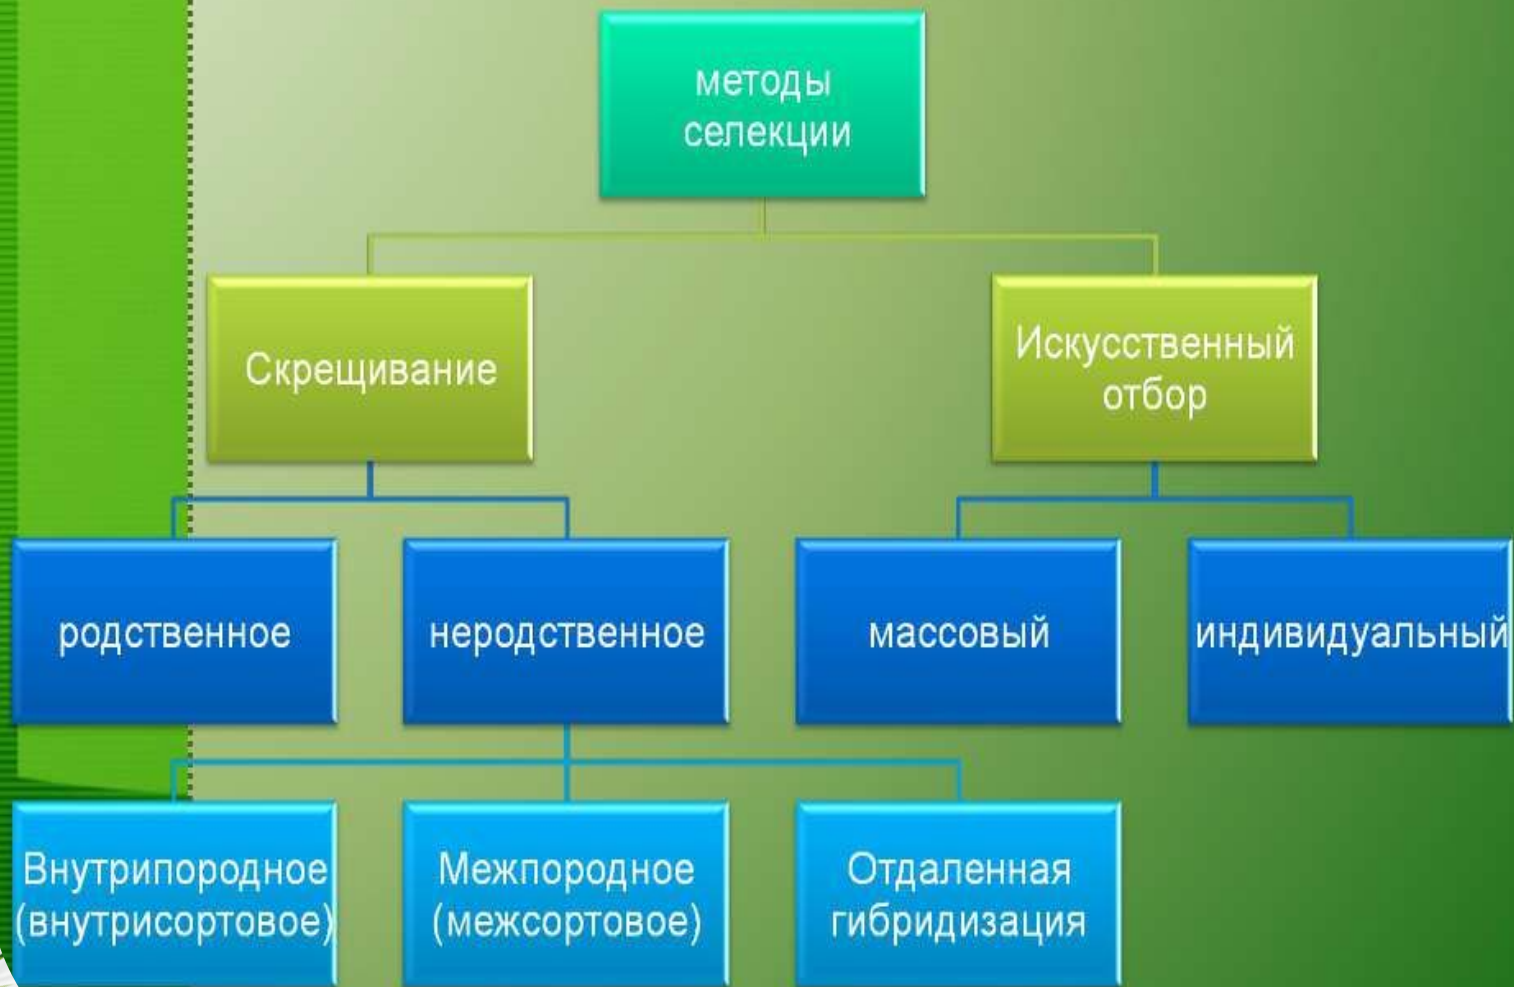 методы
селекции
Скрещивание
Искусственный
отбор
родственное
неродственное
массовый
индивидуальный
Внутрипородное
(внутрисортовое)
Межпородное
(межсортовое)
Отдаленная
гибридизация